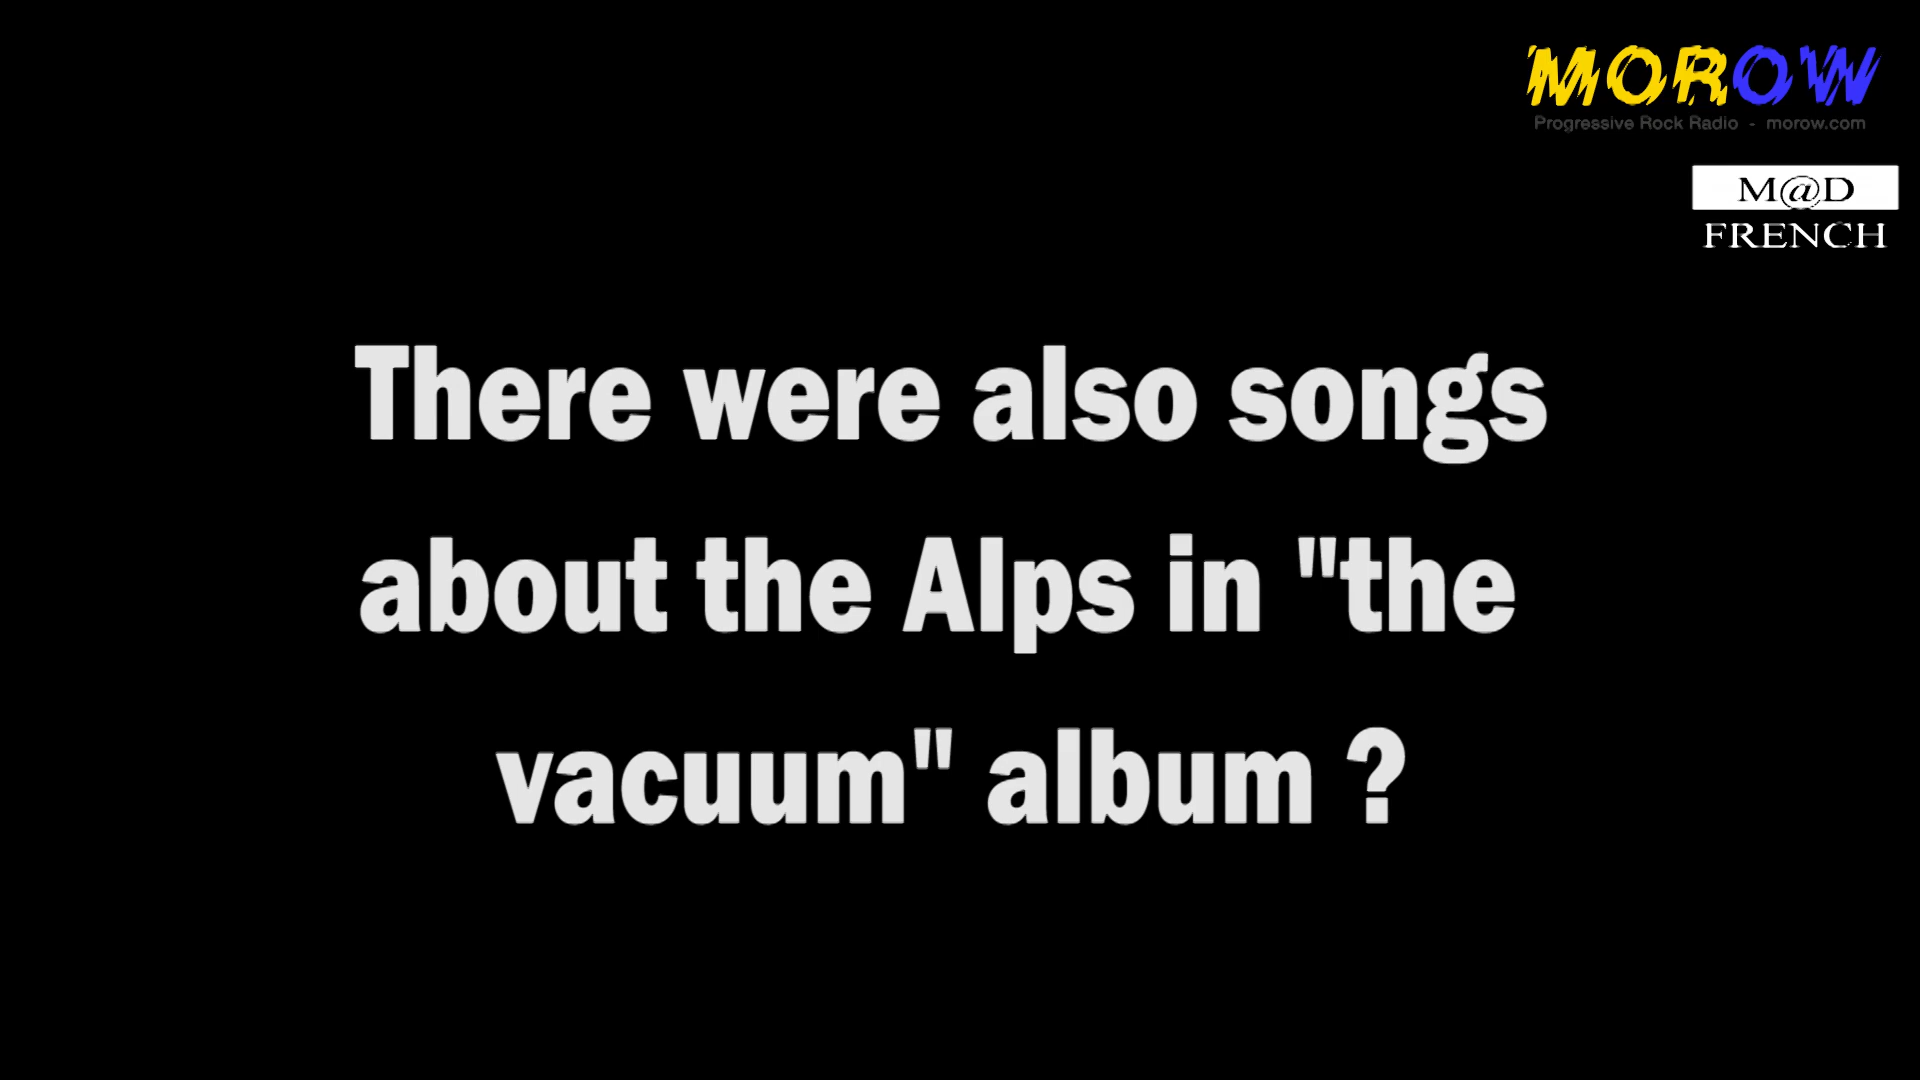 MOROW
Progressive Rock Radio - morow.com
M@D
FRENCH
There were also songs
about the Alps in "the
vacuum" album ?